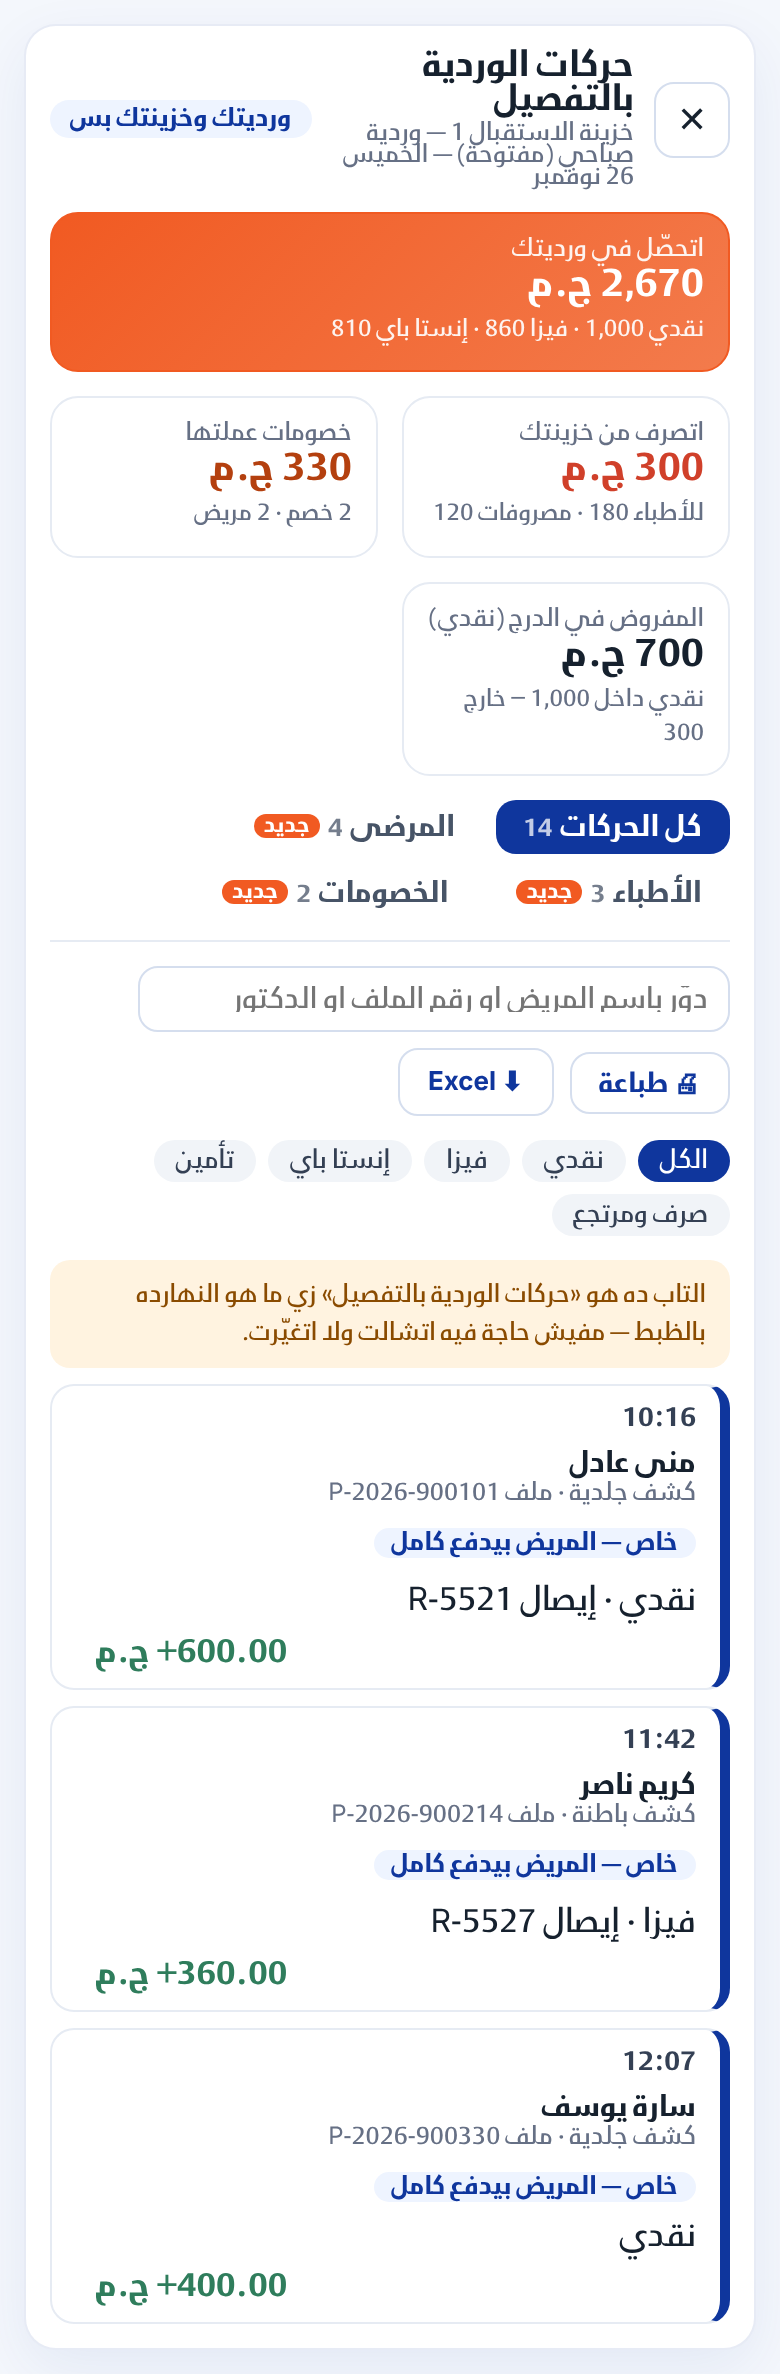 ×
حركات الوردية
بالتفصيل
خزينة الاستقبال 1 — وردية
صباحي (مفتوحة) — الخميس
26 نوفمبر
ورديتك وخزينتك بس
اتحصّل في ورديتك
2,670 ج.م
نقدي 1,000 · فيزا 860 · إنستا باي 810
اتصرف من خزينتك
300 ج.م
للأطباء 180 · مصروفات 120
خصومات عملتها
330 ج.م
2 خصم · 2 مريض
المفروض في الدرج (نقدي)
700 ج.م
نقدي داخل 1,000 − خارج
300
كل الحركات 14
المرضى 4 جديد
الأطباء 3 جديد
الخصومات 2 جديد
دوّر باسم المريض او رقم الملف او الدكتور
🖨 طباعة
⬇ Excel
الكل
نقدي
فيزا
إنستا باي
تأمين
صرف ومرتجع
التاب ده هو «حركات الوردية بالتفصيل» زي ما هو النهارده
بالظبط — مفيش حاجة فيه اتشالت ولا اتغيّرت.
10:16
منى عادل
كشف جلدية · ملف P-2026-900101
خاص — المريض بيدفع كامل
نقدي · إيصال R-5521
+600.00 ج.م
11:42
كريم ناصر
كشف باطنة · ملف P-2026-900214
خاص — المريض بيدفع كامل
فيزا · إيصال R-5527
+360.00 ج.م
12:07
سارة يوسف
كشف جلدية · ملف P-2026-900330
خاص — المريض بيدفع كامل
نقدي
+400.00 ج.م